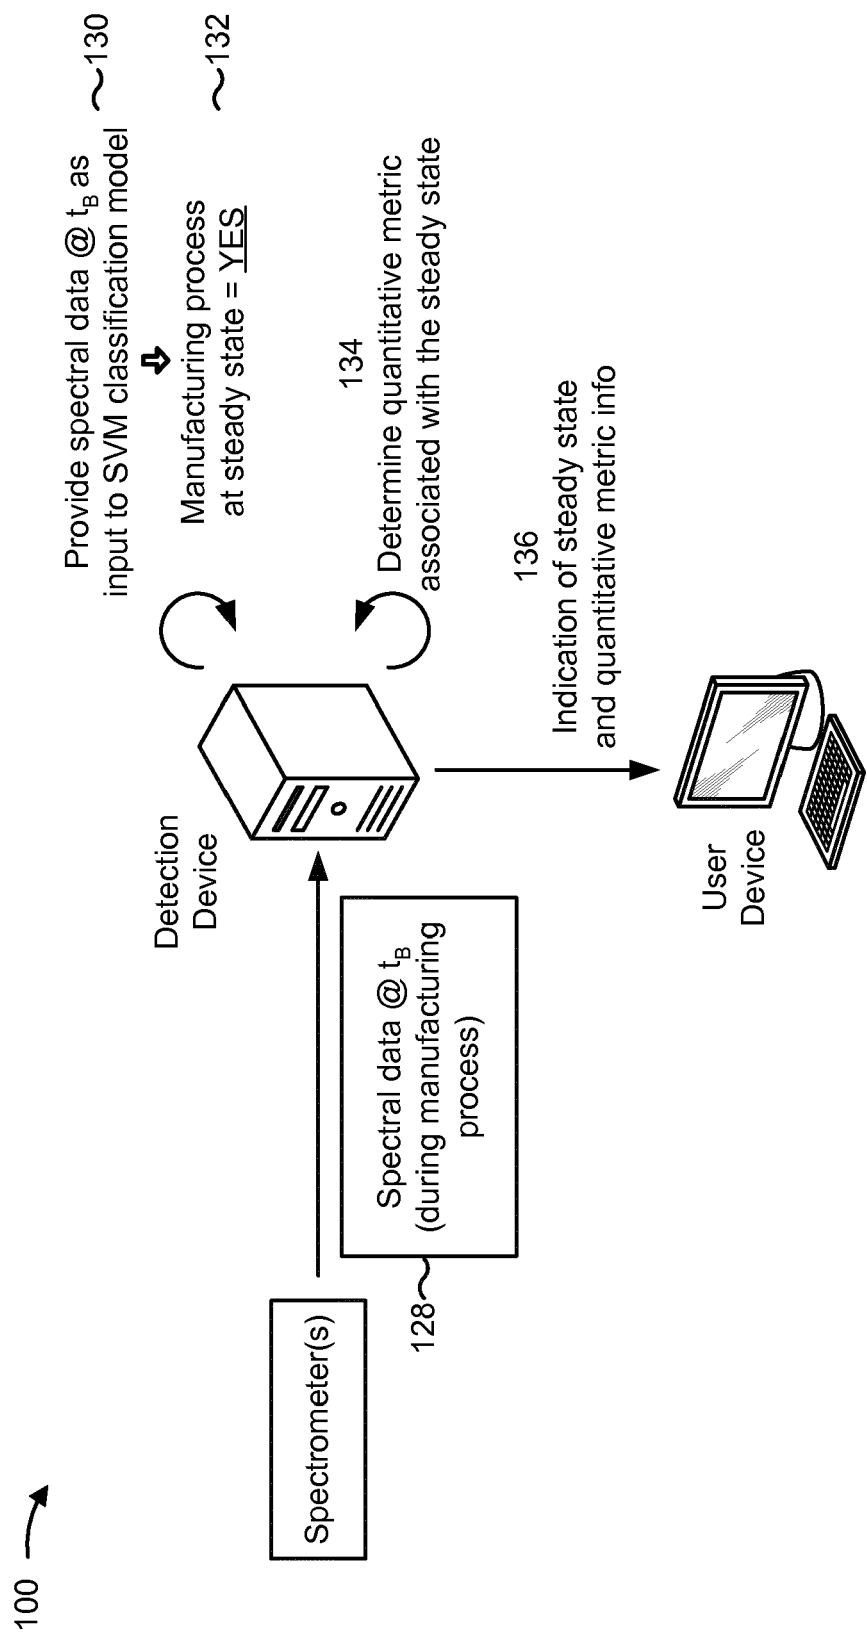 100
Spectrometer(s)
128
Spectral data @ tB
(during manufacturing
process)
Detection
Device
Provide spectral data @ tB as
input to SVM classification model
130
Manufacturing process
at steady state = YES
132
134
Determine quantitative metric
associated with the steady state
136
Indication of steady state
and quantitative metric info
User
Device